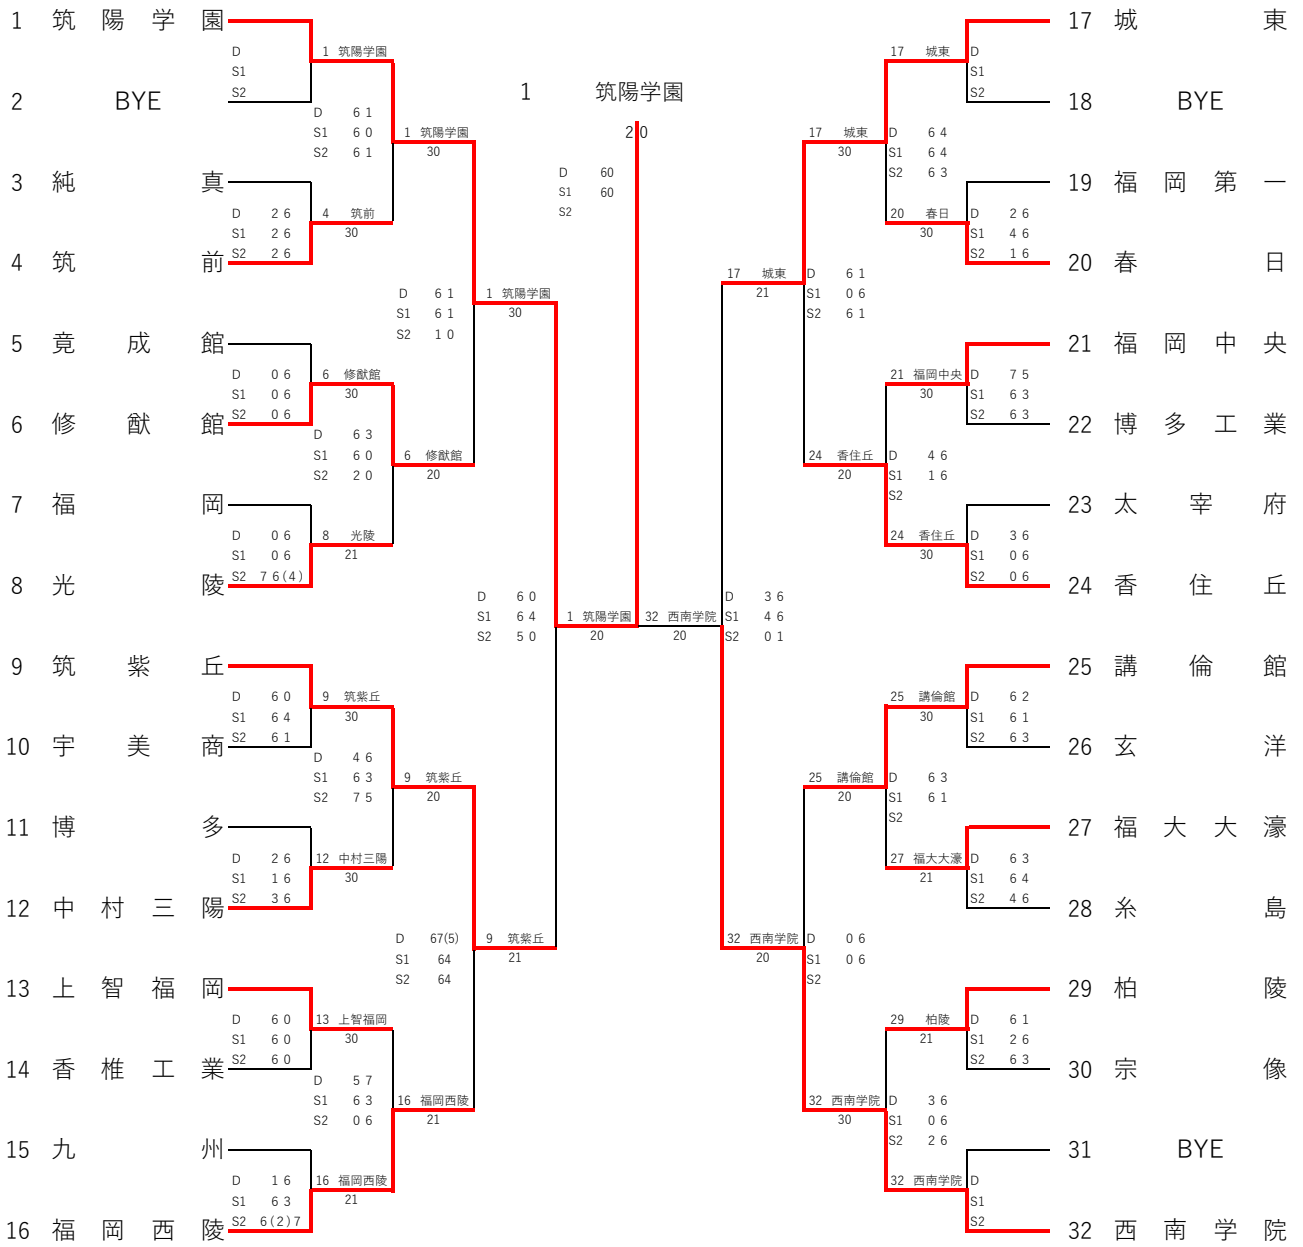 1 筑陽学園
2 BYE
3 純真
4 筑前
5 竟成館
6 修猷館
7 福岡
8 光陵
9 筑紫丘
10 宇美商
11 博多
12 中村三陽
13 上智福岡
14 香椎工業
15 九州
16 福岡西陵
D
S1
S2
1 筑陽学園
D 2 6
S1 2 6
S2 2 6
4 筑前
30
D 0 6
S1 0 6
S2 0 6
6 修猷館
30
D 0 6
S1 0 6
S2 7 6(4)
8 光陵
21
D 6 0
S1 6 4
S2 6 1
9 筑紫丘
30
D 2 6
S1 1 6
S2 3 6
12 中村三陽
30
D 6 0
S1 6 0
S2 6 0
13 上智福岡
30
D 1 6
S1 6 3
S2 6(2)7
16 福岡西陵
21
D 6 1
S1 6 0
S2 6 1
1 筑陽学園
30
D 6 3
S1 6 0
S2 2 0
6 修猷館
20
D 4 6
S1 6 3
S2 7 5
9 筑紫丘
20
D 5 7
S1 6 3
S2 0 6
16 福岡西陵
21
D 6 1
S1 6 1
S2 1 0
1 筑陽学園
30
D 67(5)
S1 64
S2 64
9 筑紫丘
21
D 6 0
S1 6 4
S2 5 0
1 筑陽学園
20
1 筑陽学園
2 0
D 60
S1 60
S2
32 西南学院
20
D 3 6
S1 4 6
S2 0 1
17 城東
21
D 6 1
S1 0 6
S2 6 1
32 西南学院
20
D 0 6
S1 0 6
S2
17 城東
30
D 6 4
S1 6 4
S2 6 3
24 香住丘
20
D 4 6
S1 1 6
S2
25 講倫館
20
D 6 3
S1 6 1
S2
32 西南学院
30
D 3 6
S1 0 6
S2 2 6
17 城東
D
S1
S2
20 春日
30
D 2 6
S1 4 6
S2 1 6
21 福岡中央
30
D 7 5
S1 6 3
S2 6 3
24 香住丘
30
D 3 6
S1 0 6
S2 0 6
25 講倫館
30
D 6 2
S1 6 1
S2 6 3
27 福大大濠
21
D 6 3
S1 6 4
S2 4 6
29 柏陵
21
D 6 1
S1 2 6
S2 6 3
32 西南学院
D
S1
S2
17 城東
18 BYE
19 福岡第一
20 春日
21 福岡中央
22 博多工業
23 太宰府
24 香住丘
25 講倫館
26 玄洋
27 福大大濠
28 糸島
29 柏陵
30 宗像
31 BYE
32 西南学院